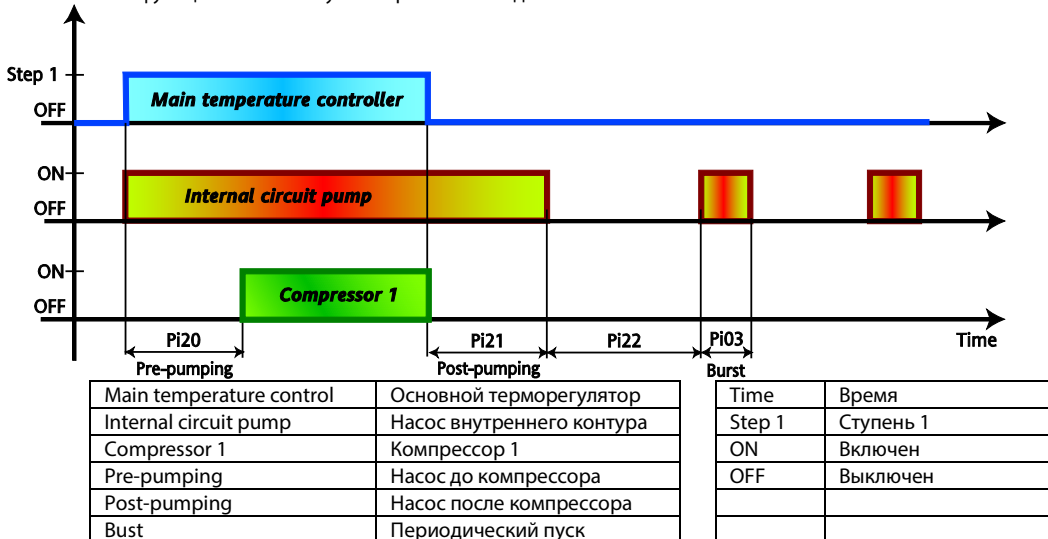 Step 1
OFF
Main temperature controller
ON
OFF
Internal circuit pump
ON
OFF
Compressor 1
Pi20
Pi21
Pi22
Pi03
Time
Pre-pumping
Post-pumping
Burst
Main temperature control Основной терморегулятор
Internal circuit pump Насос внутреннего контура
Compressor 1 Компрессор 1
Pre-pumping Насос до компрессора
Post-pumping Насос после компрессора
Bust Периодический пуск
Time Время
Step 1 Ступень 1
ON Включен
OFF Выключен